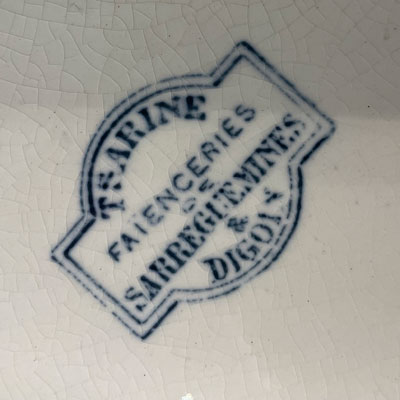 TSARINE
FAIENCERIES
DE
SARREGUEMINES
&
DIGOIN